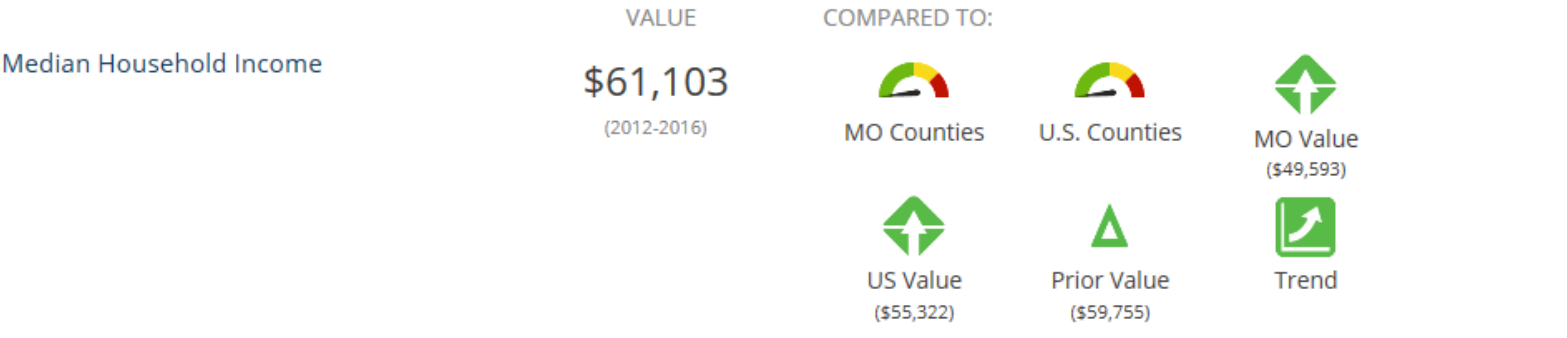 VALUE COMPARED TO:
Median Household Income
$61,103
(2012-2016)
MO Counties
U.S. Counties
MO Value
($49,593)
US Value
($55,322)
Prior Value
($59,755)
Trend